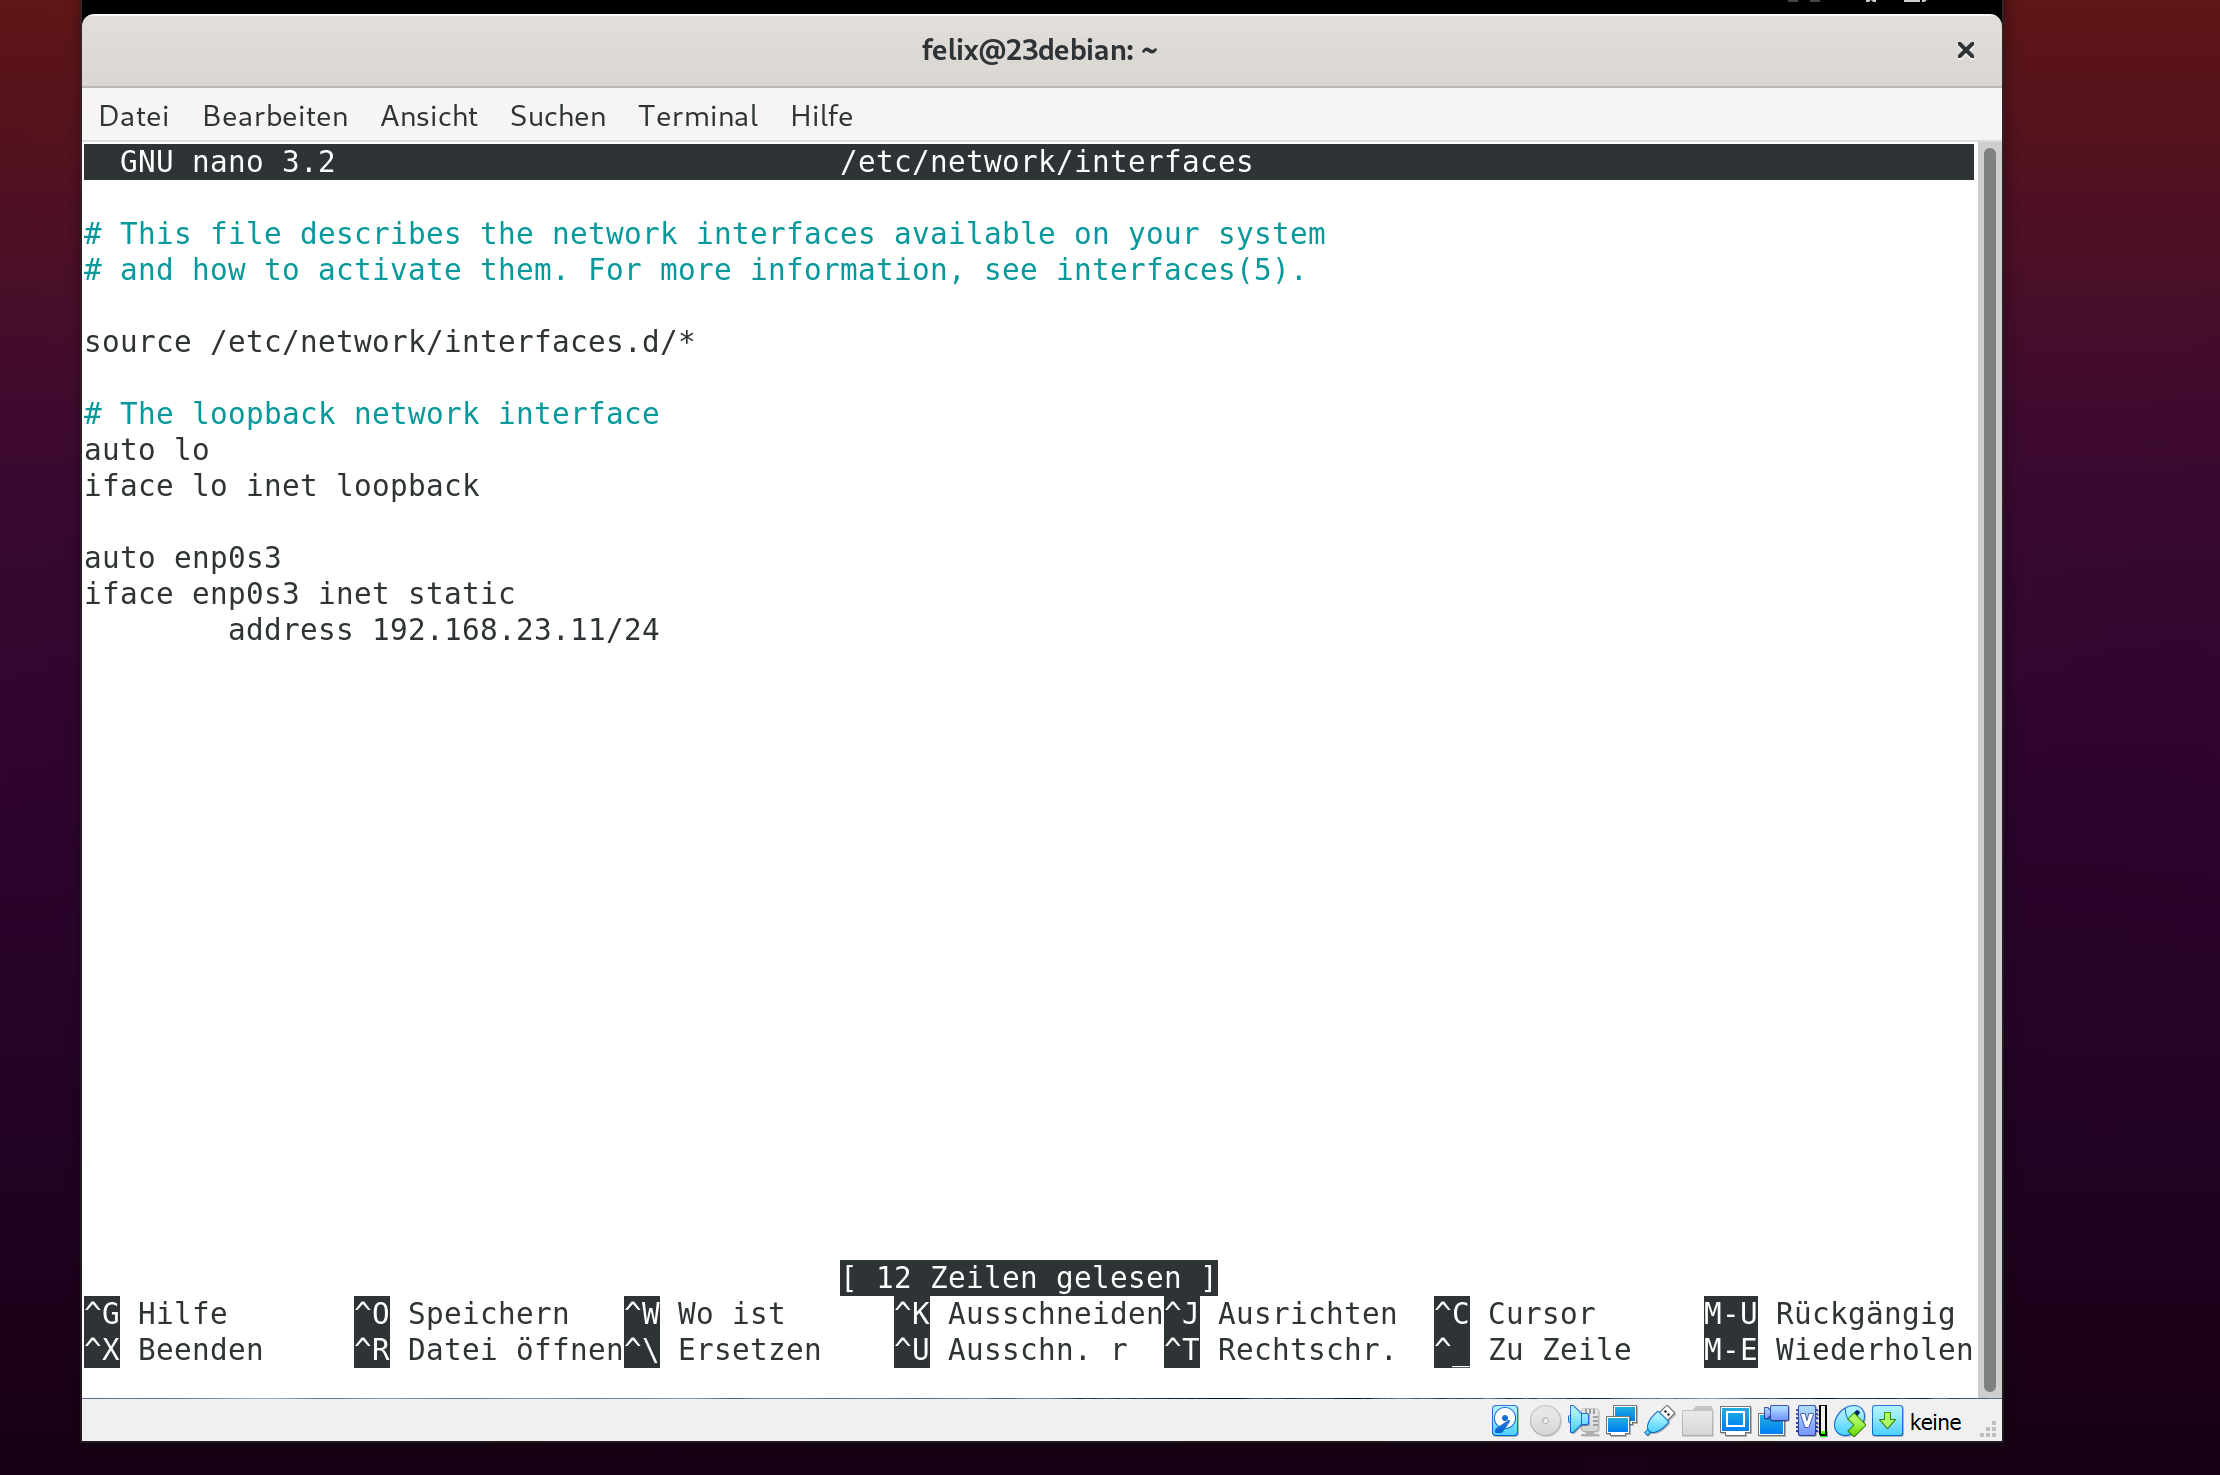 felix@23debian: ~
Datei Bearbeiten Ansicht Suchen Terminal Hilfe
GNU nano 3.2 /etc/network/interfaces
# This file describes the network interfaces available on your system
# and how to activate them. For more information, see interfaces(5).
source /etc/network/interfaces.d/*
# The loopback network interface
auto lo
iface lo inet loopback
auto enp0s3
iface enp0s3 inet static
address 192.168.23.11/24
[ 12 Zeilen gelesen ]
^G Hilfe ^O Speichern ^W Wo ist ^K Ausschneiden ^J Ausrichten ^C Cursor M-U Rückgängig
^X Beenden ^R Datei öffnen ^\ Ersetzen ^U Ausschn. r ^T Rechtschr. ^_ Zu Zeile M-E Wiederholen
keine